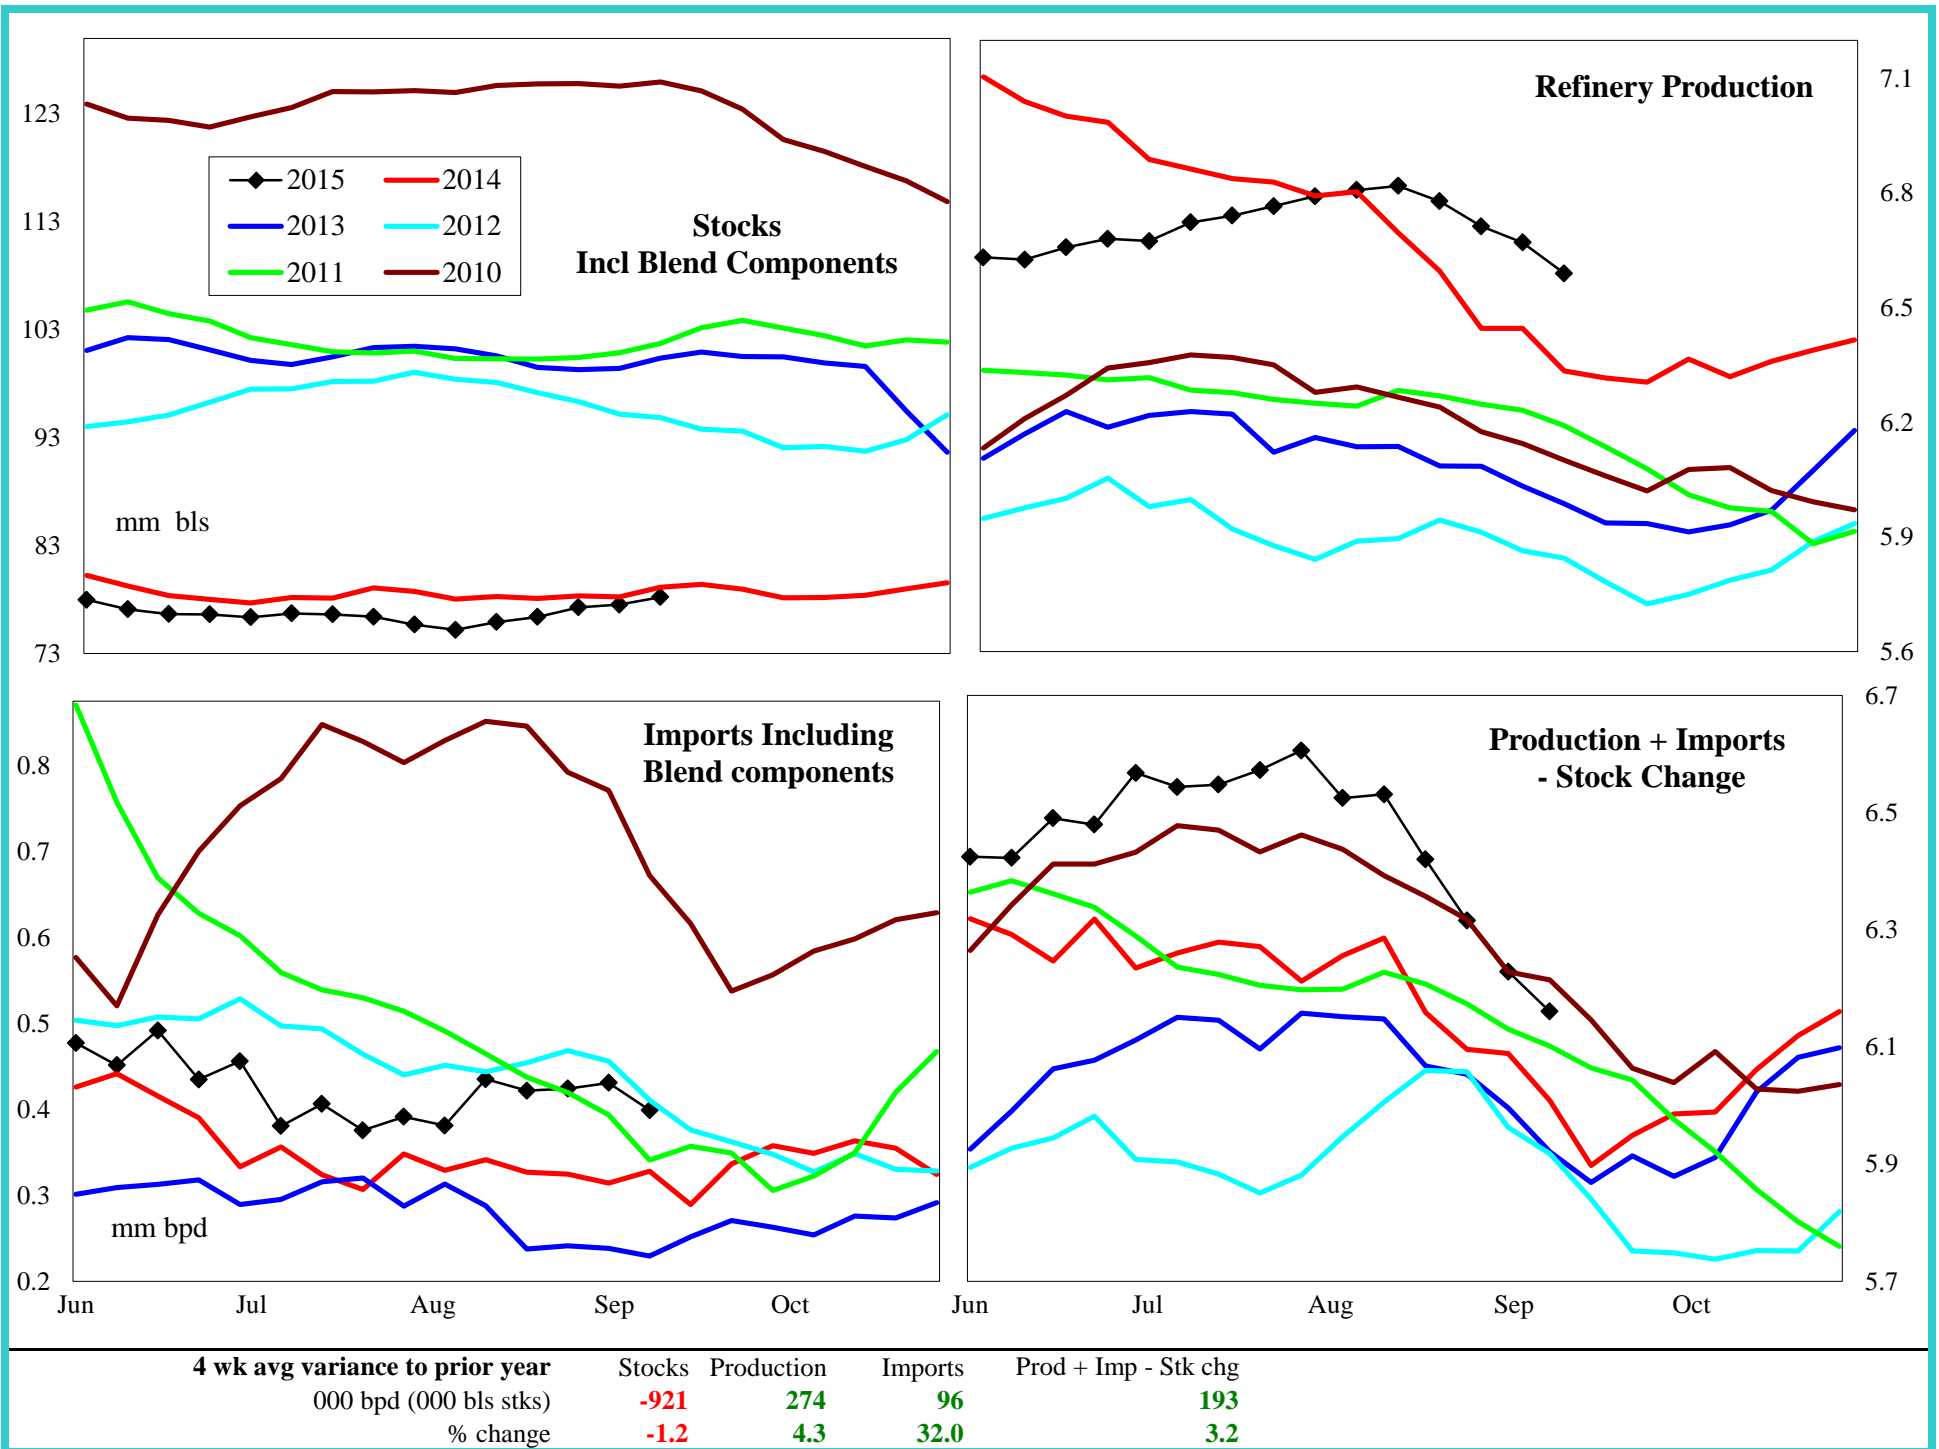 123
113
103
93
83
73
2015 2014
2013 2012
2011 2010
Stocks
Incl Blend Components
mm bls
Refinery Production
7.1
6.8
6.5
6.2
5.9
5.6
0.8
0.7
0.6
0.5
0.4
0.3
0.2
Imports Including
Blend components
mm bpd
Jun Jul Aug Sep Oct
Production + Imports
- Stock Change
6.7
6.5
6.3
6.1
5.9
5.7
Jun Jul Aug Sep Oct
4 wk avg variance to prior year Stocks Production Imports Prod + Imp - Stk chg
000 bpd (000 bls stks) -921 274 96 193
% change -1.2 4.3 32.0 3.2